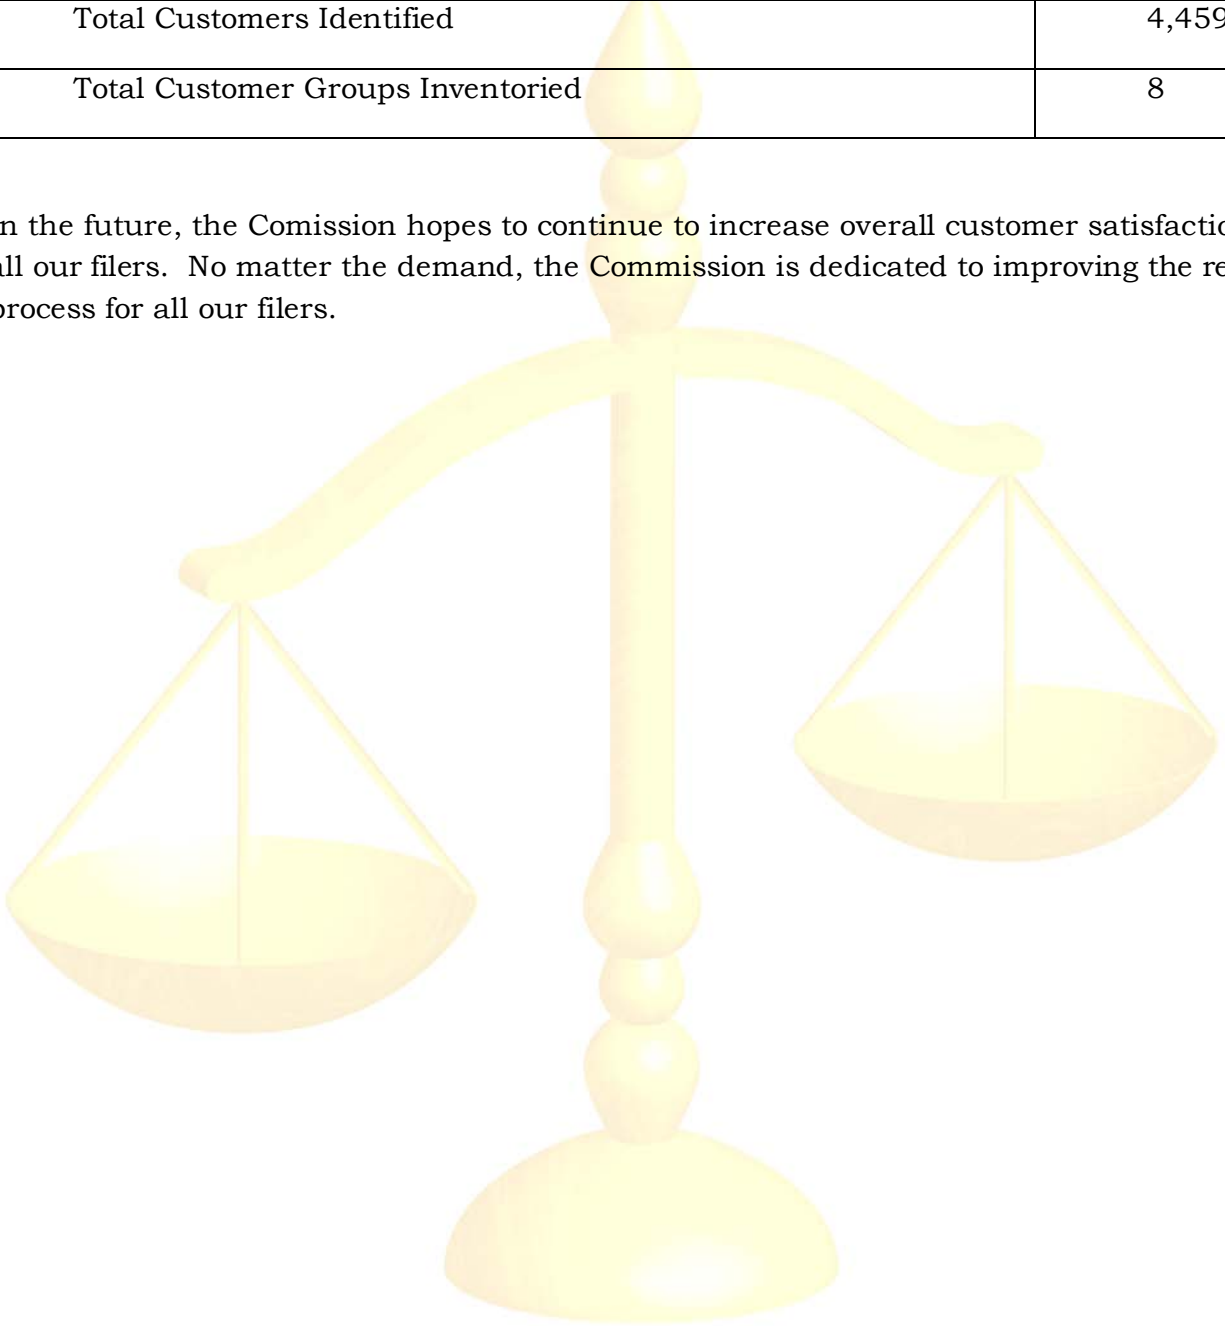 Total Customers Identified 4,459
Total Customer Groups Inventoried 8
n the future, the Comission hopes to continue to increase overall customer satisfactio
all our filers. No matter the demand, the Commission is dedicated to improving the re
process for all our filers.